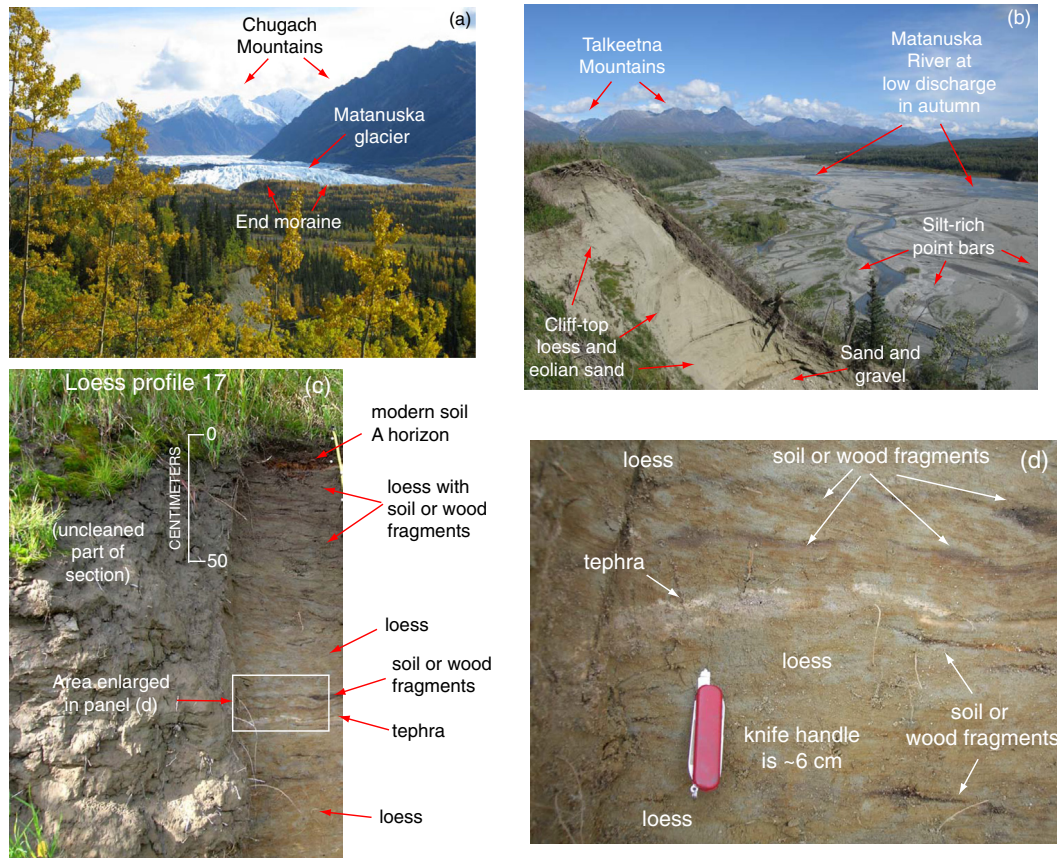 (a)
Chugach
Mountains
Matanuska
glacier
End moraine
(b)
Talkeetna
Mountains
Matanuska
River at
low discharge
in autumn
Silt-rich
point bars
Cliff-top
loess and
eolian sand
Sand and
gravel
Loess profile 17
(c)
0
CENTIMETERS
50
(uncleaned
part of
section)
Area enlarged
in panel (d)
modern soil
A horizon
loess with
soil or wood
fragments
loess
soil or wood
fragments
tephra
loess
(d)
loess
soil or wood fragments
tephra
loess
soil or
wood fragments
knife handle
is ~6 cm
loess